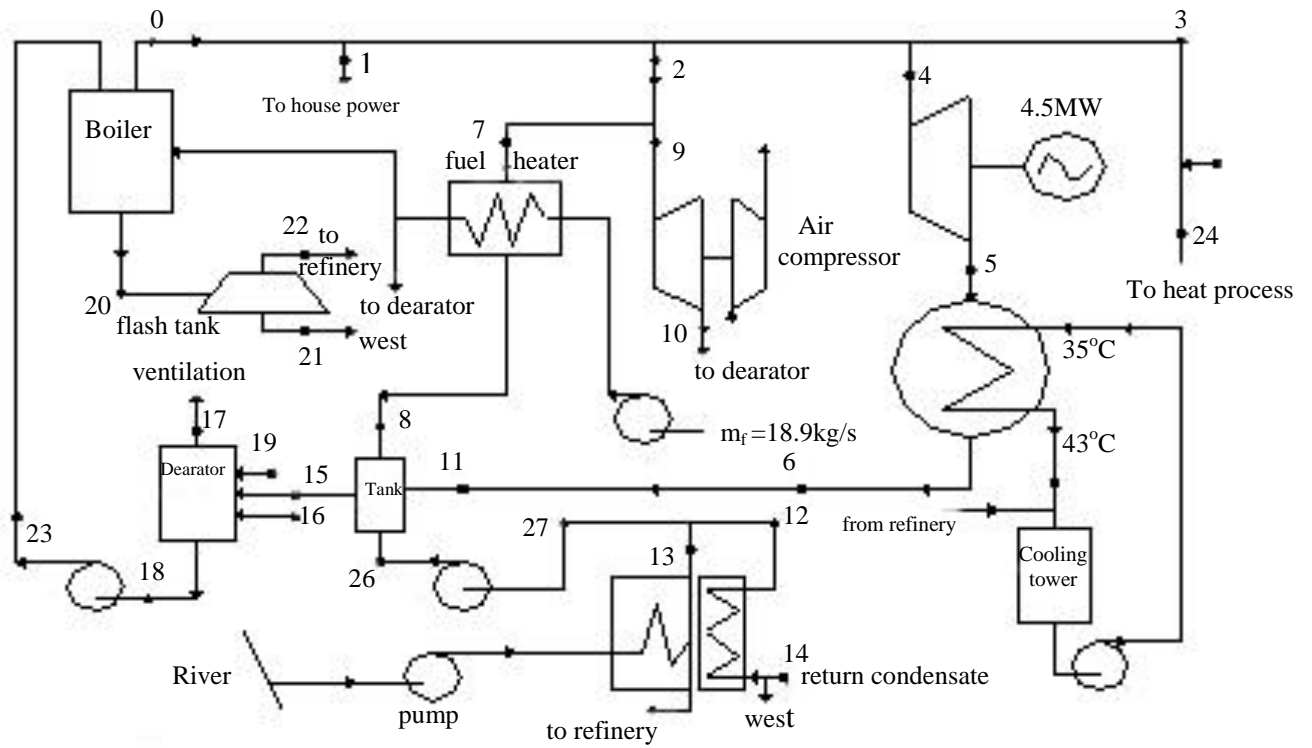 0
3
1
2
4
To house power
4.5MW
Boiler
7
9
fuel heater
22 to
refinery
Air
compressor
24
5
To heat process
20
flash tank
21
west
to dearator
10
to dearator
35°C
ventilation
17
8
m_f =18.9kg/s
43°C
19
Dearator
15
Tank
11
6
16
27
12
from refinery
23
18
26
13
Cooling
tower
River
14
return condensate
pump
to refinery
west